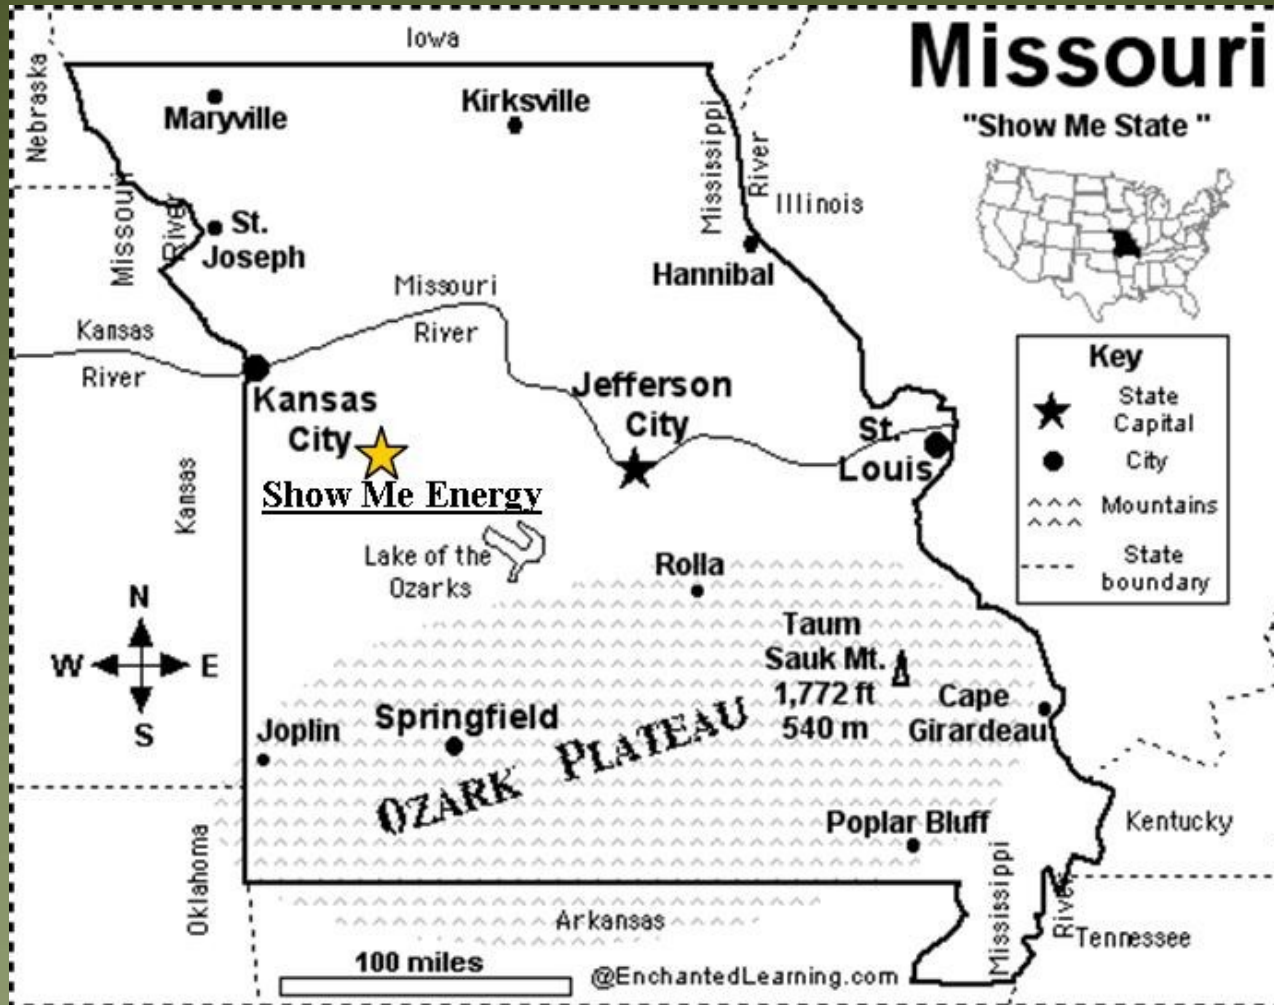 Missouri
"Show Me State "
Iowa
Nebraska
Maryville
Kirksville
Mississippi
River
Illinois
Missouri
River
St.
Joseph
Hannibal
Missouri
River
Kansas
River
Kansas
City
Jefferson
City
St.
Louis
Key
State
Capital
City
Mountains
State
boundary
Show Me Energy
Kansas
Lake of the
Ozarks
Rolla
N
W
E
S
Taum
Sauk Mt.
1,772 ft
540 m
Cape
Girardeau
Joplin
Springfield
OZARK PLATEAU
Poplar Bluff
Kentucky
Oklahoma
Arkansas
Mississippi
River
Tennessee
100 miles
@EnchantedLearning.com